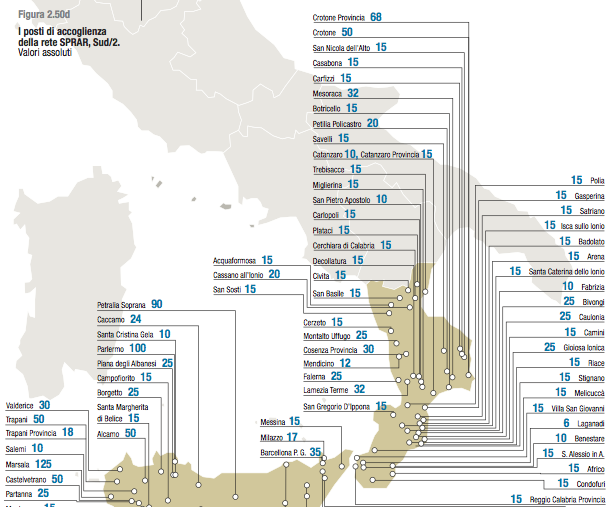 Figura 2.50d
I posti di accoglienza
della rete SPRAR, Sud/2.
Valori assoluti
Crotone Provincia 68
Crotone 50
San Nicola dell'Alto 15
Casabona 15
Carfizzi 15
Mesoraca 32
Botricello 15
Petilia Policastro 20
Savelli 15
Catanzaro 10, Catanzaro Provincia 15
Trebisacce 15
Miglierina 15
San Pietro Apostolo 10
Carlopoli 15
Plataci 15
Cerchiara di Calabria 15
Decollatura 15
Civita 15
San Basile 15
Acquaformosa 15
Cassano all'Ionio 20
San Sosti 15
Cerzeto 15
Montalto Uffugo 25
Cosenza Provincia 30
Mendicino 12
Falerna 25
Lamezia Terme 32
San Gregorio D'Ippona 15
Petralia Soprana 90
Caccamo 24
Santa Cristina Gela 10
Parlermo 100
Piana degli Albanesi 25
Campofiorito 15
Borgetto 25
Santa Margherita
di Belice 15
Alcamo 50
Valderice 30
Trapani 50
Trapani Provincia 18
Salemi 10
Marsala 125
Castelvetrano 50
Partanna 25
Messina 15
Milazzo 17
Barcellona P. G. 35
15 Polia
15 Gasperina
15 Satriano
15 Isca sullo Ionio
15 Badolato
15 Arena
15 Santa Caterina dello Ionio
10 Fabrizia
25 Bivongi
25 Caulonia
15 Camini
25 Gioiosa Ionica
15 Riace
15 Stignano
15 Melicuccà
15 Villa San Giovanni
6 Laganadi
10 Benestare
15 S. Alessio in A.
15 Africo
15 Condofuri
15 Reggio Calabria Provincia